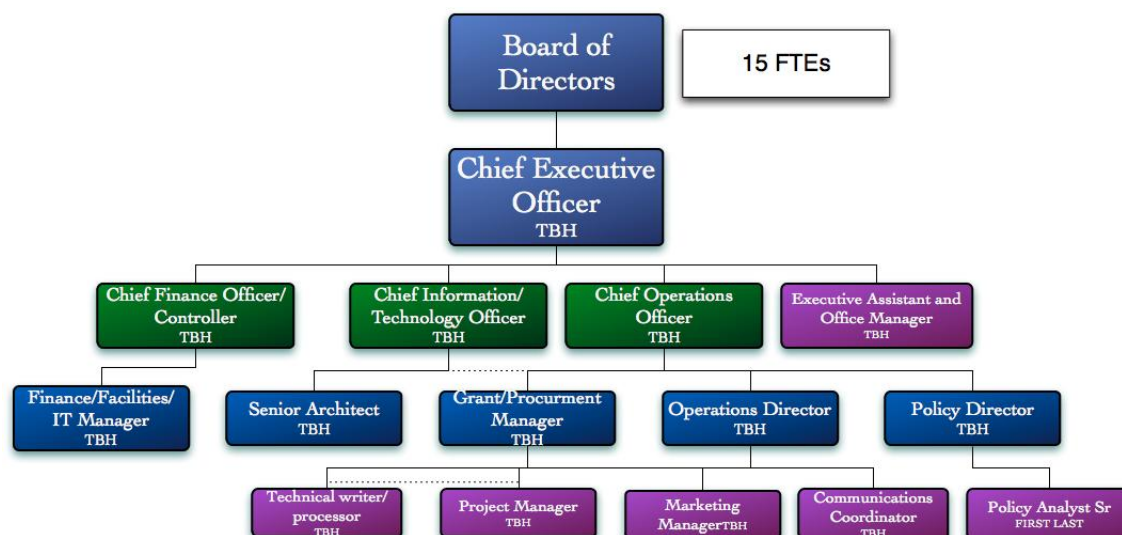 Board of
Directors
15 FTEs
Chief Executive
Officer
TBH
Chief Finance Officer/
Controller
TBH
Chief Information/
Technology Officer
TBH
Chief Operations
Officer
TBH
Executive Assistant and
Office Manager
TBH
Finance/Facilities/
IT Manager
TBH
Senior Architect
TBH
Grant/Procurment
Manager
TBH
Operations Director
TBH
Policy Director
TBH
Technical writer/
processor
TBH
Project Manager
TBH
Marketing
ManagerTBH
Communications
Coordinator
TBH
Policy Analyst Sr
FIRST LAST